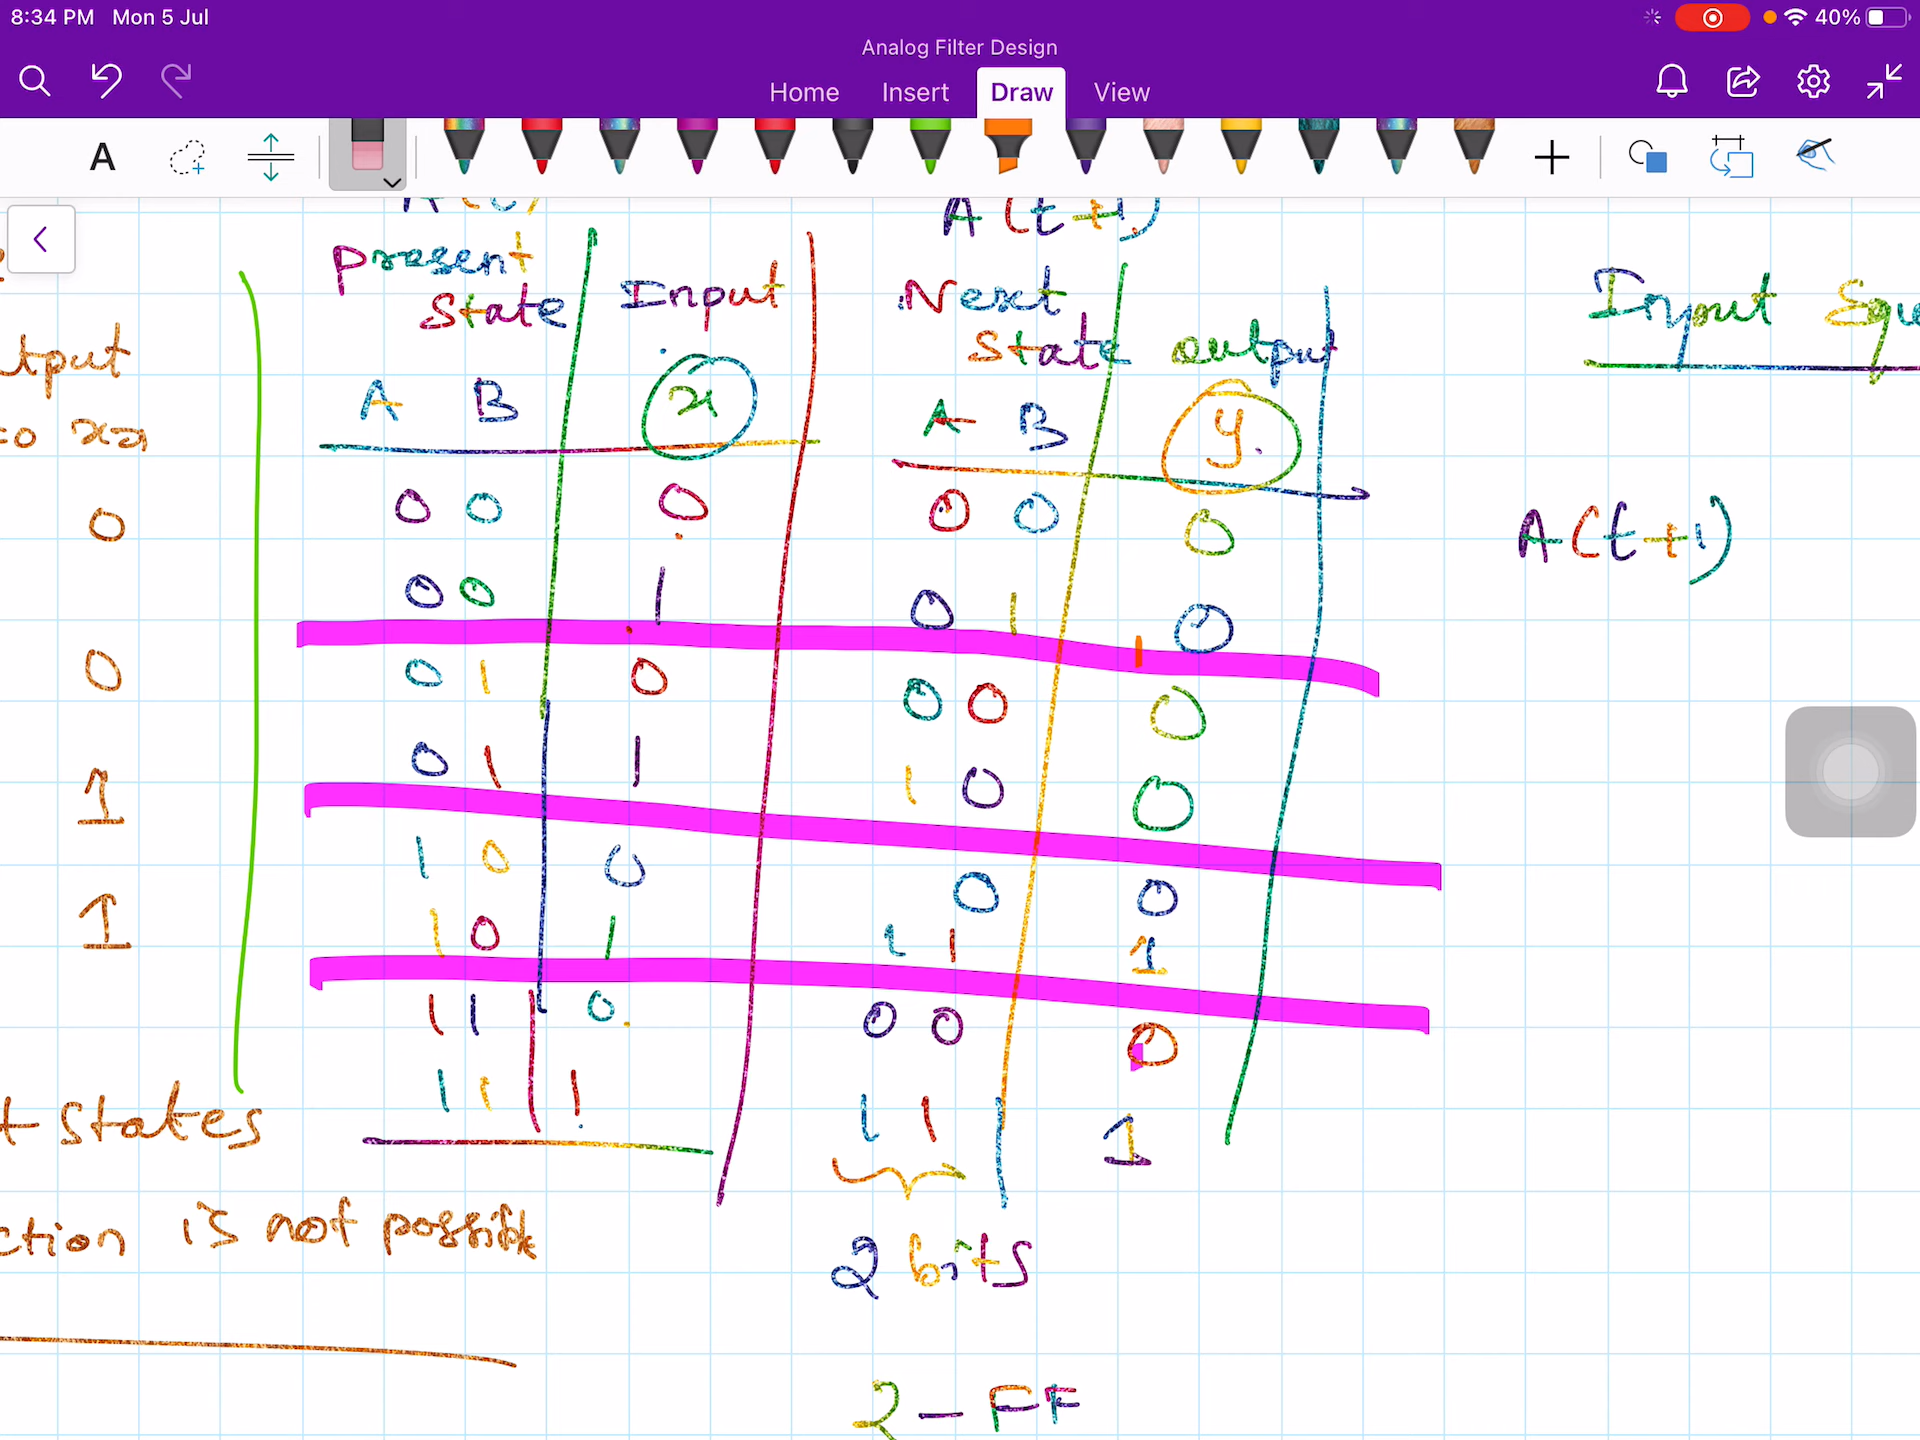 8:34 PM Mon 5 Jul
40%
Analog Filter Design
Home Insert Draw View
A
A(t+1)
Present State
Input
Next State
output
A B
x
A B
y
0 0 0 0 0 0
0 0 1 0 1 0
0 1 0 0 0 0
0 1 1 1 0 0
1 0 0 0 0
1 0 1 1 1 1
1 1 0 0 0 0
1 1 1 1 1 1
2 bits
2 - FF
Input
A(t+1)
0
0
1
1
States
is not possible